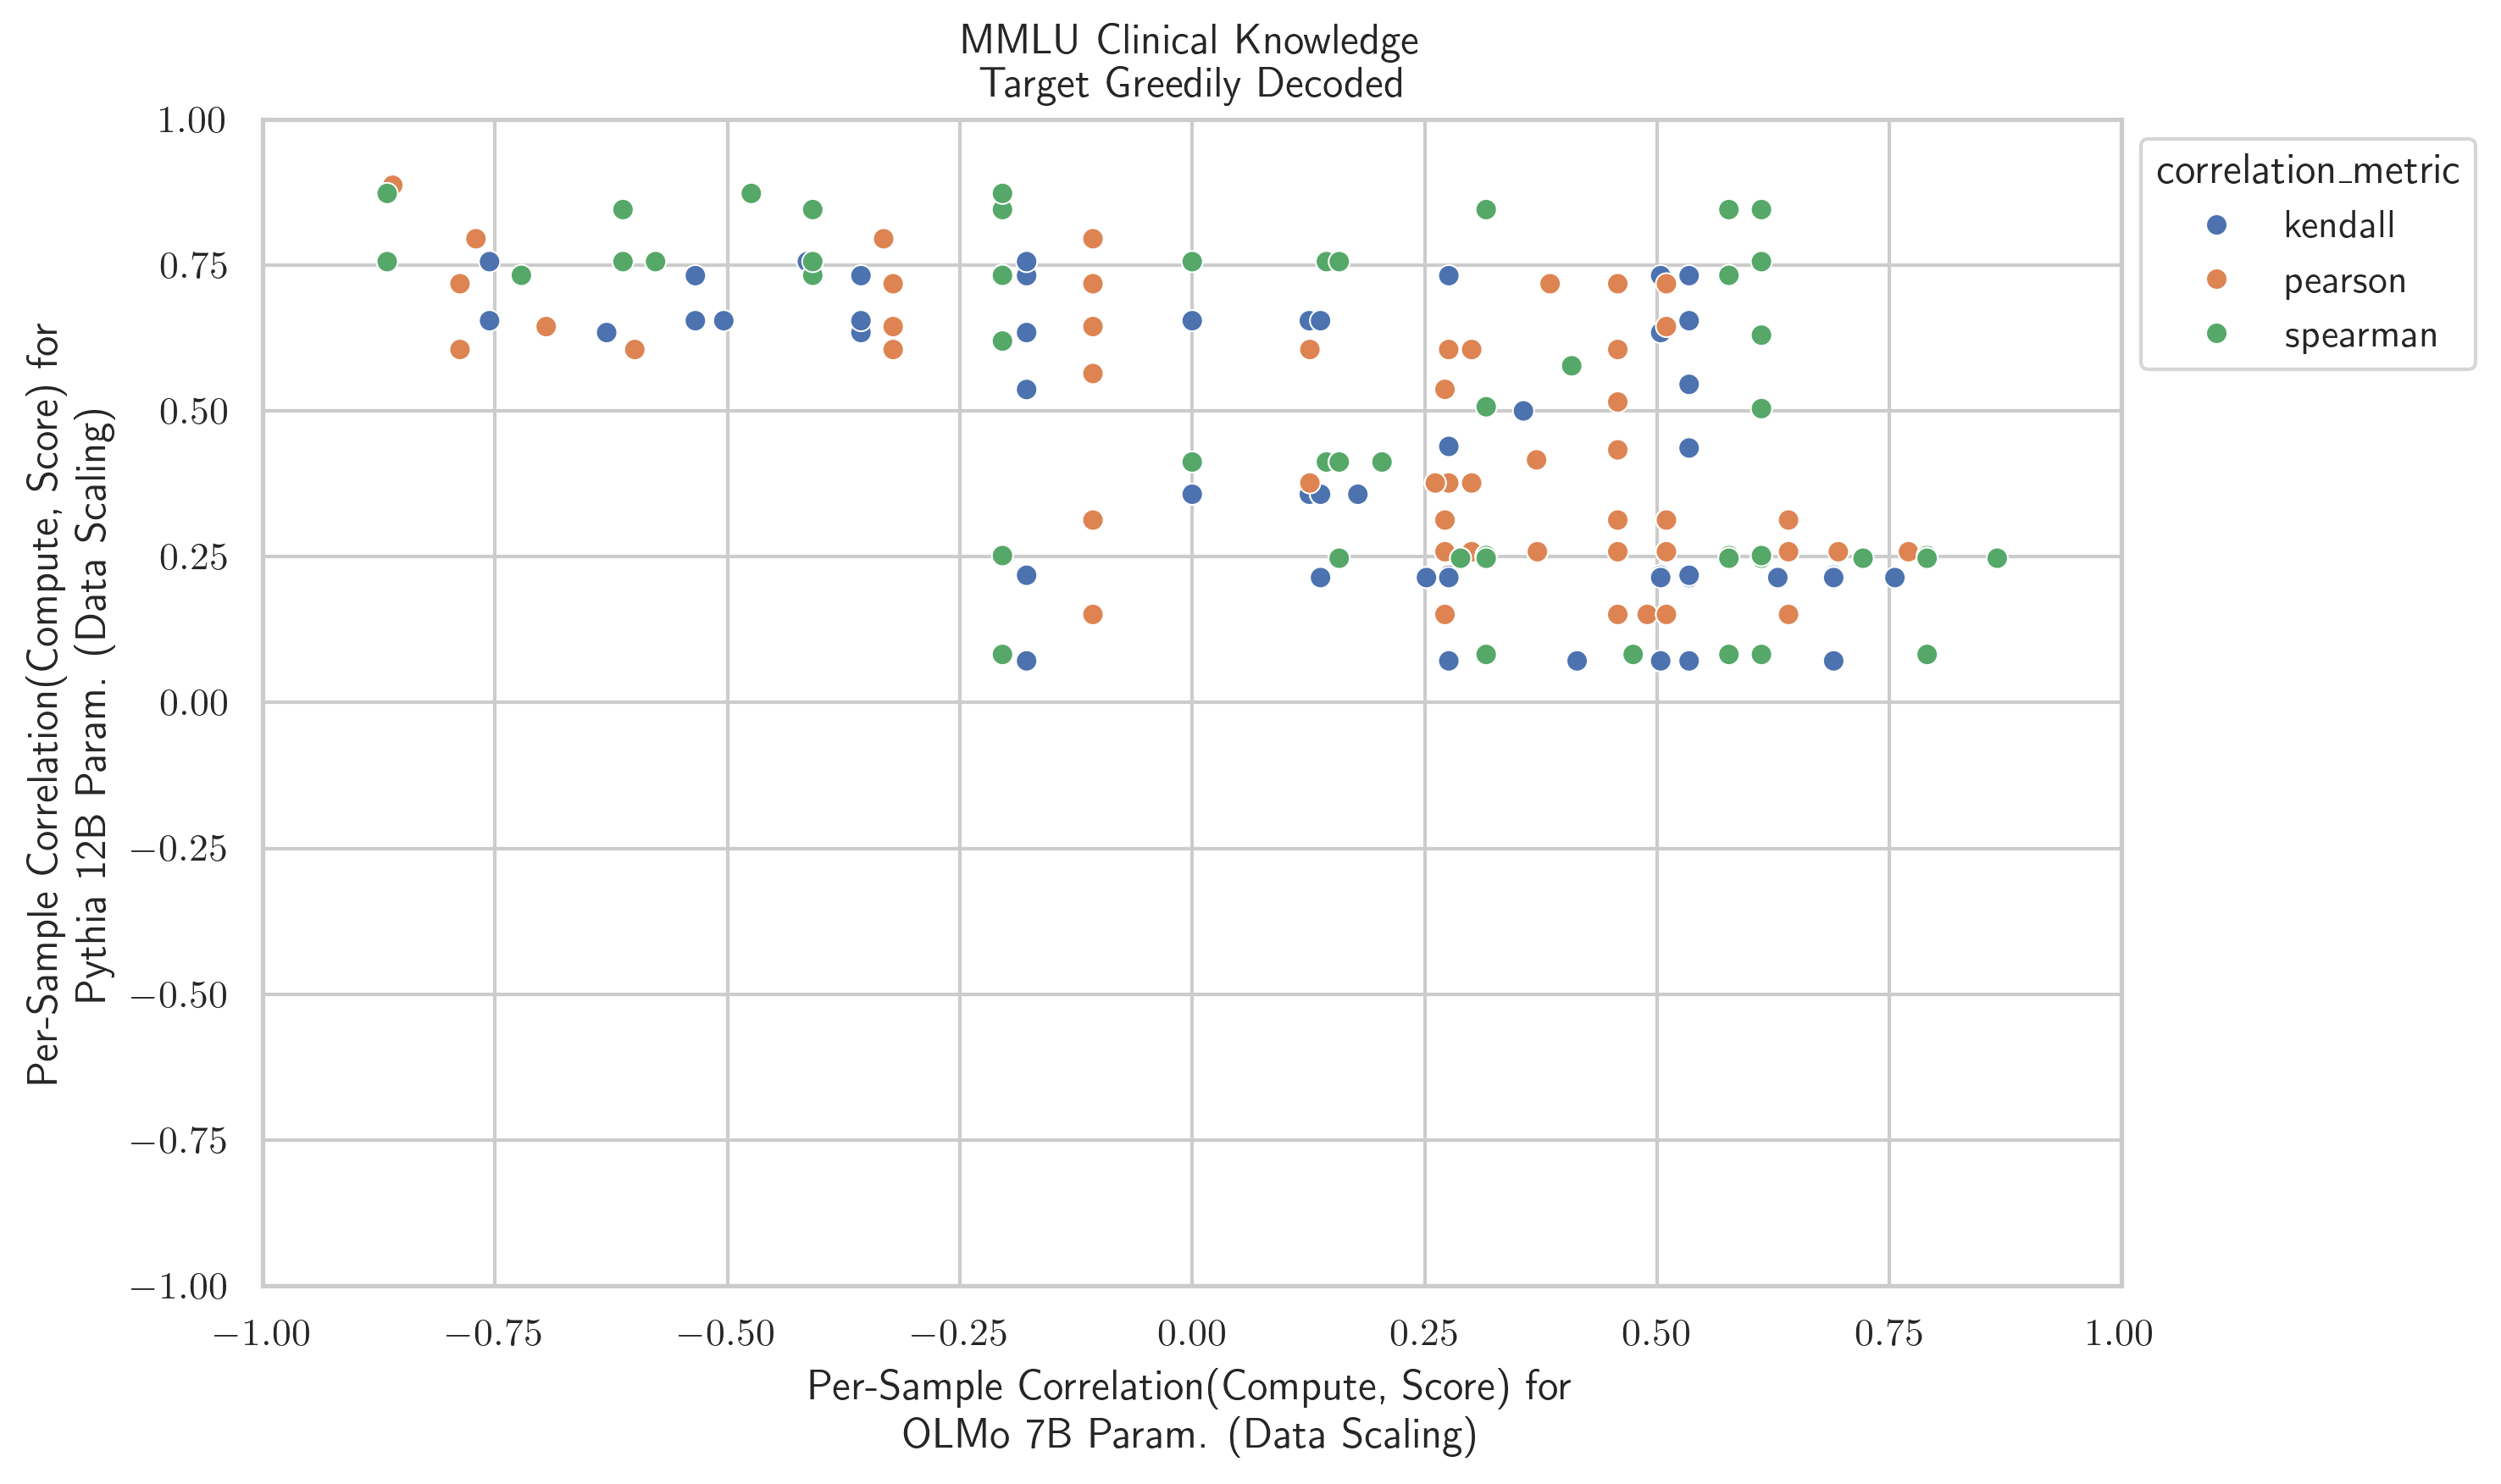 MMLU Clinical Knowledge
Target Greedily Decoded
Per-Sample Correlation(Compute, Score) for
Pythia 12B Param. (Data Scaling)
1.00
0.75
0.50
0.25
0.00
−0.25
−0.50
−0.75
−1.00
−1.00 −0.75 −0.50 −0.25 0.00 0.25 0.50 0.75 1.00
Per-Sample Correlation(Compute, Score) for
OLMo 7B Param. (Data Scaling)
correlation_metric
kendall
pearson
spearman